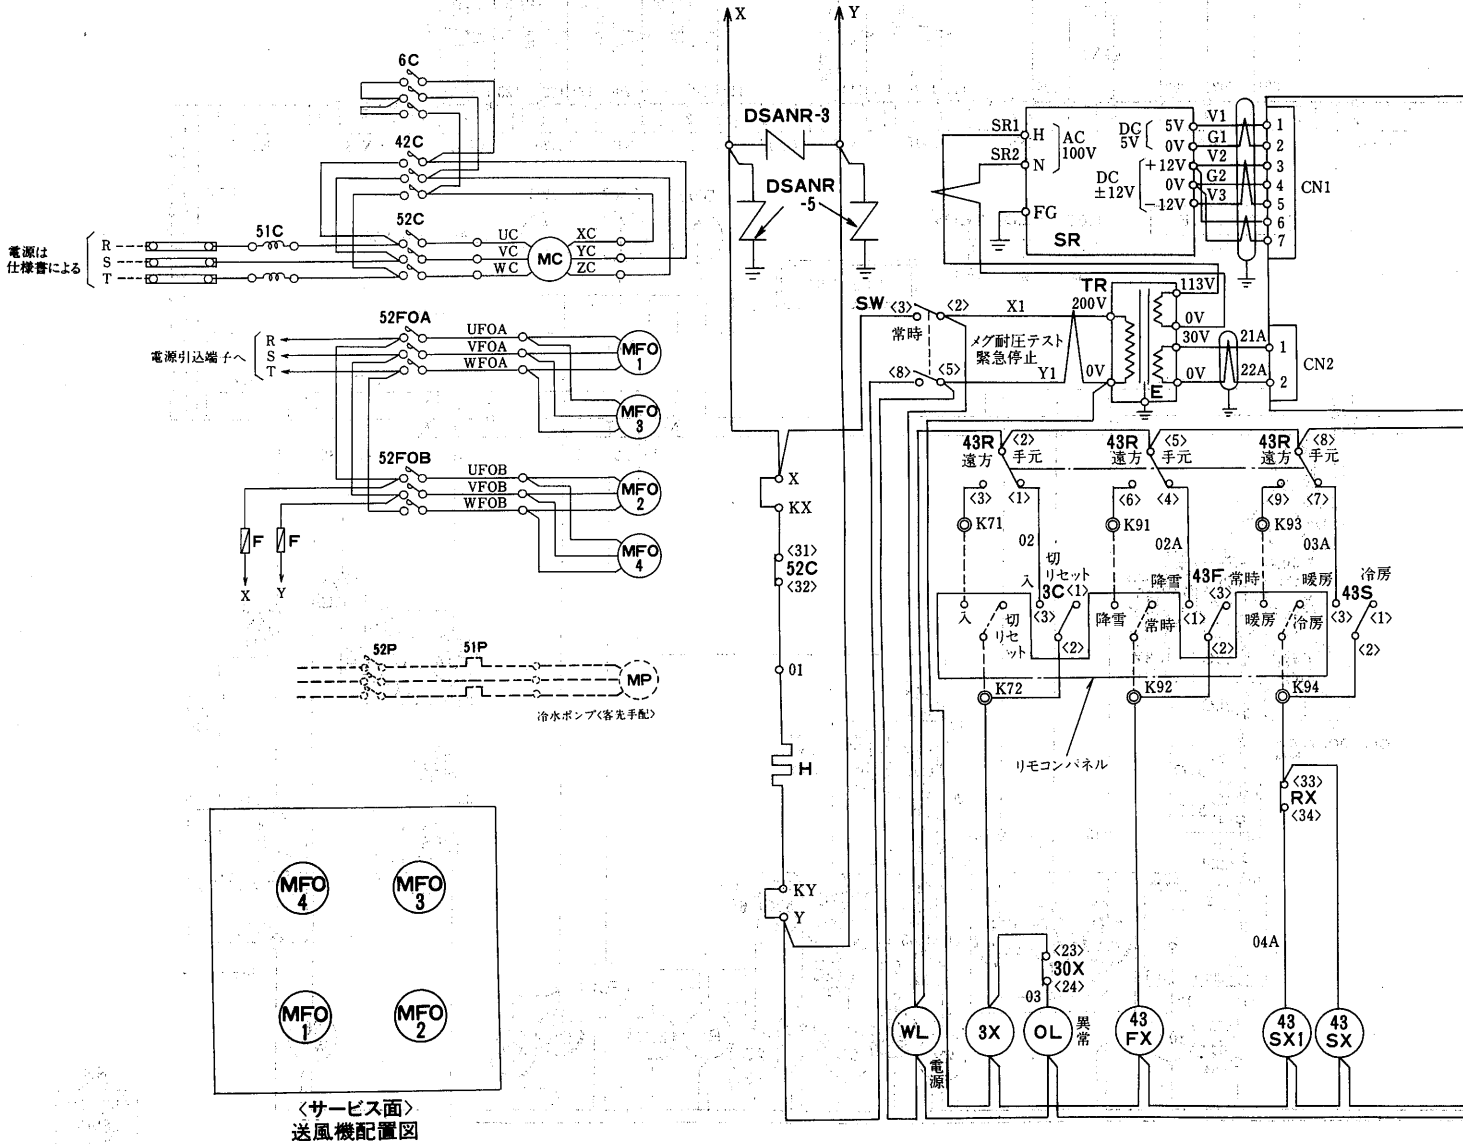 6C
42C
52C
51C
電源は
仕様書による
R
S
T
UC
VC
WC
MC
XC
YC
ZC
52FOA
電源引込端子へ
R
S
T
UFOA
VFOA
WFOA
MFO
1
MFO
3
52FOB
UFOB
VFOB
WFOB
MFO
2
MFO
4
F
F
X
Y
52P
51P
MP
冷水ポンプ<客先手配>
MFO
4
MFO
3
MFO
1
MFO
2
<サービス面>
送風機配置図
X
Y
DSANR-3
DSANR
-5
SR1
H
SR2
N
AC
100V
FG
SR
DC
5V
5V
0V
DC
±12V
+12V
0V
-12V
V1
G1
V2
G2
V3
1
2
3
4
5
6
7
CN1
TR
200V
0V
113V
0V
30V
0V
E
21A
22A
1
2
CN2
SW
<3>
<2>
常時
<8>
<5>
X1
メグ耐圧テスト
緊急停止
Y1
X
KX
<31>
52C
<32>
01
H
KY
Y
43R
遠方
<2>
手元
<3>
<1>
K71
02
43R
遠方
<5>
手元
<6>
<4>
K91
02A
43R
遠方
<8>
手元
<9>
<7>
K93
03A
入
切
リセット
3C
<1>
<3>
<2>
入
切
リセット
降雪
43F
常時
<3>
<1>
<2>
降雪
常時
暖房
冷房
43S
<3>
<1>
<2>
暖房
冷房
K72
K92
K94
リモコンパネル
<33>
RX
<34>
04A
<23>
30X
<24>
03
WL
電源
3X
OL
異常
43
FX
43
SX1
43
SX